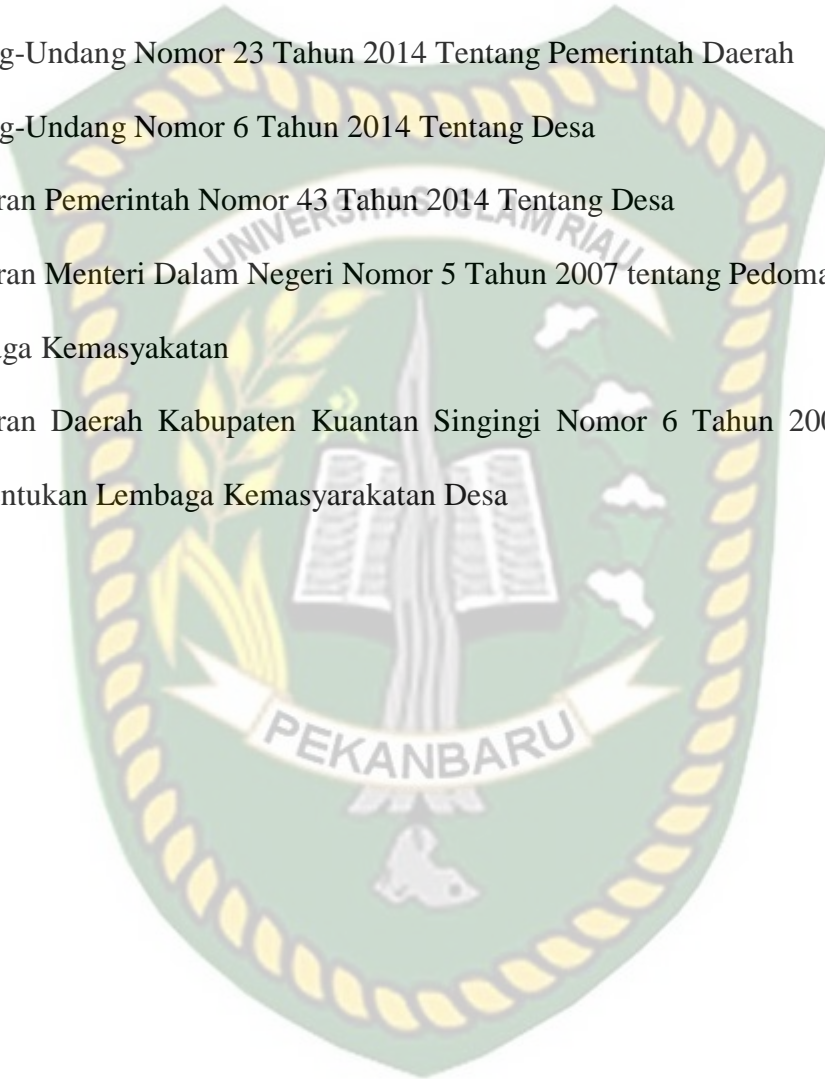 g-Undang Nomor 23 Tahun 2014 Tentang Pemerintah Daerah
g-Undang Nomor 6 Tahun 2014 Tentang Desa
ran Pemerintah Nomor 43 Tahun 2014 Tentang Desa
UNIVERSITAS ISLAM RIAU
ran Menteri Dalam Negeri Nomor 5 Tahun 2007 tentang Pedoma
aga Kemasyakatan
ran Daerah Kabupaten Kuantan Singingi Nomor 6 Tahun 200
ntukan Lembaga Kemasyarakatan Desa
PEKANBARU